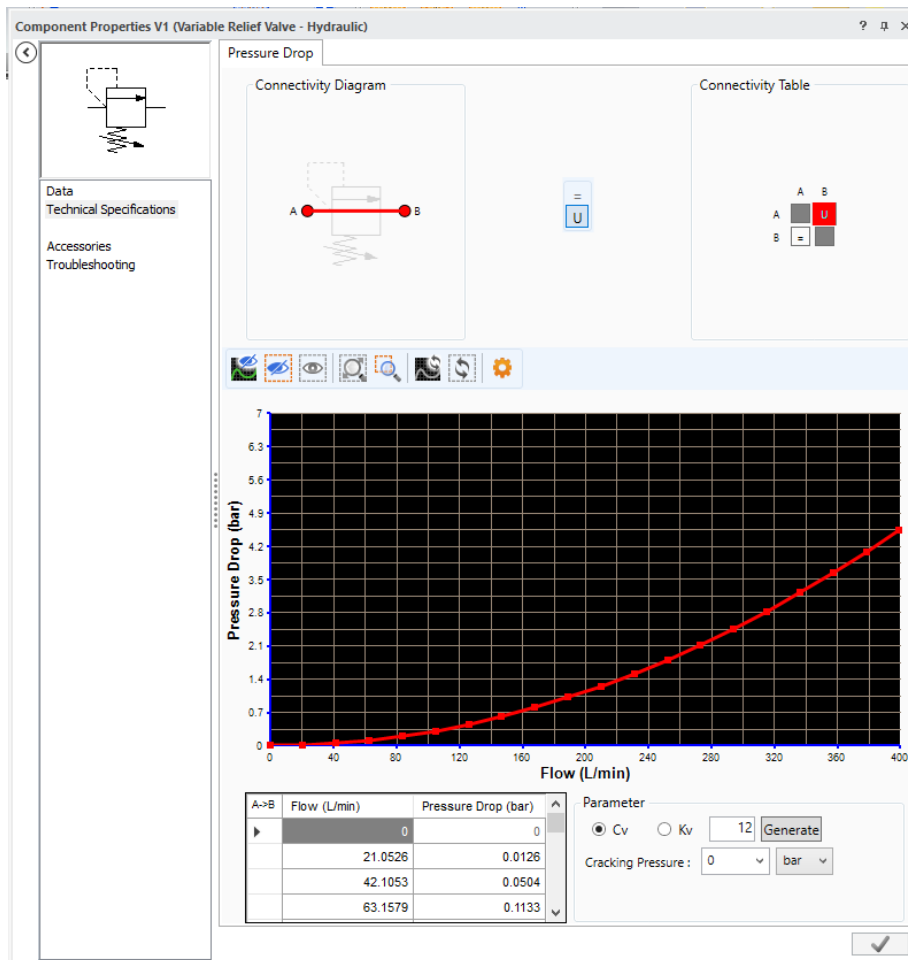 Component Properties V1 (Variable Relief Valve - Hydraulic)
?
Data
Technical Specifications
Accessories
Troubleshooting
Pressure Drop
Connectivity Diagram
A B
=
U
Connectivity Table
A B
A U
B =
7
6.3
5.6
4.9
4.2
3.5
2.8
2.1
1.4
0.7
0
Pressure Drop (bar)
0 40 80 120 160 200 240 280 320 360 400
Flow (L/min)
A->B Flow (L/min) Pressure Drop (bar)
0 0
21.0526 0.0126
42.1053 0.0504
63.1579 0.1133
Parameter
Cv Kv 12 Generate
Cracking Pressure : 0 bar